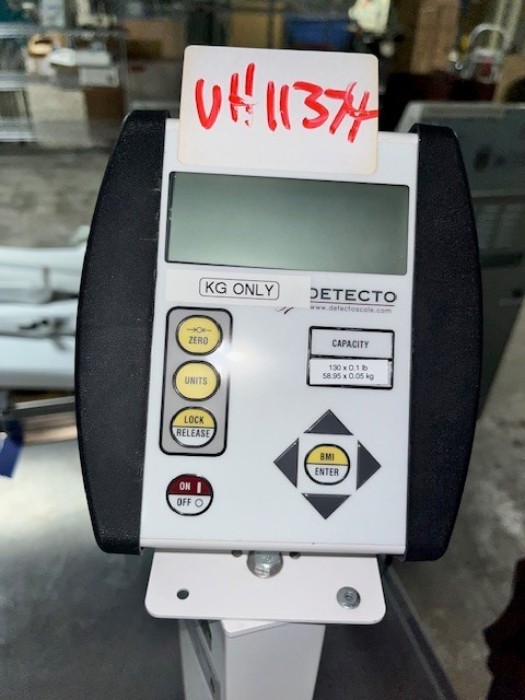 VH11374
KG ONLY
DETECTO
www.detectoscale.com
ZERO
CAPACITY
130 x 0.1 lb
58.95 x 0.05 kg
UNITS
LOCK
RELEASE
BMI
ENTER
ON I
OFF O